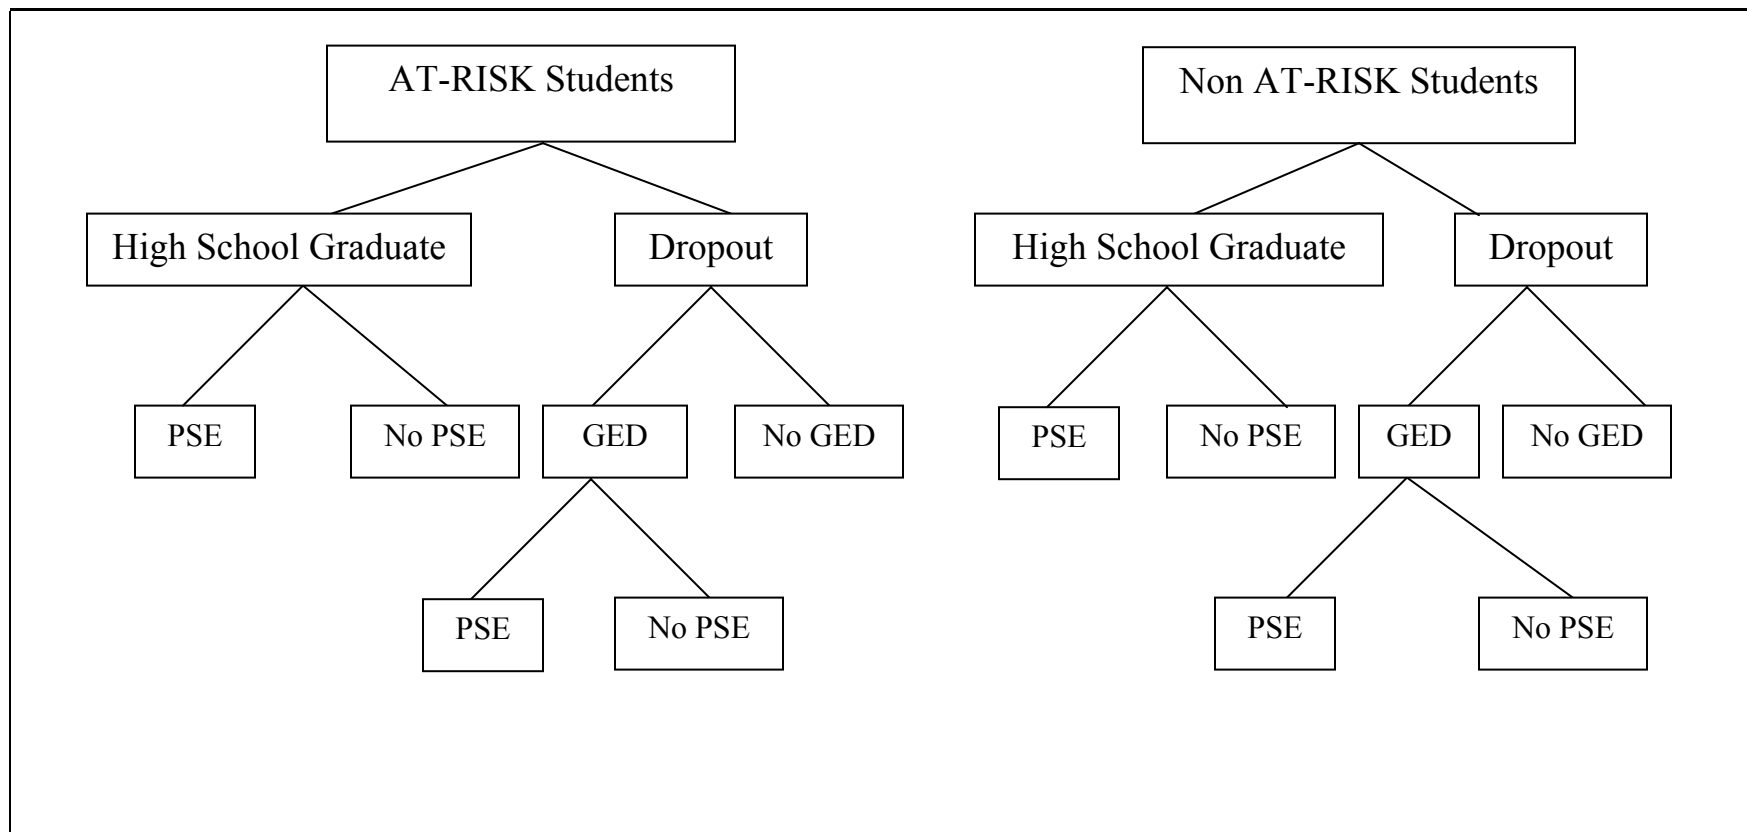 AT-RISK Students
Non AT-RISK Students
High School Graduate
Dropout
High School Graduate
Dropout
PSE
No PSE
GED
No GED
PSE
No PSE
GED
No GED
PSE
No PSE
PSE
No PSE